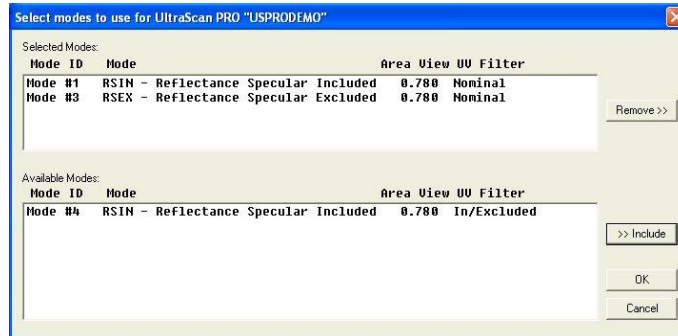 Select modes to use for UltraScan PRO "USPRODEMO"
Selected Modes:
Mode ID Mode Area View UV Filter
Mode #1 RSIN - Reflectance Specular Included 0.780 Nominal
Mode #3 RSEX - Reflectance Specular Excluded 0.780 Nominal
Remove >>
Available Modes:
Mode ID Mode Area View UV Filter
Mode #4 RSIN - Reflectance Specular Included 0.780 In/Excluded
>> Include
OK
Cancel